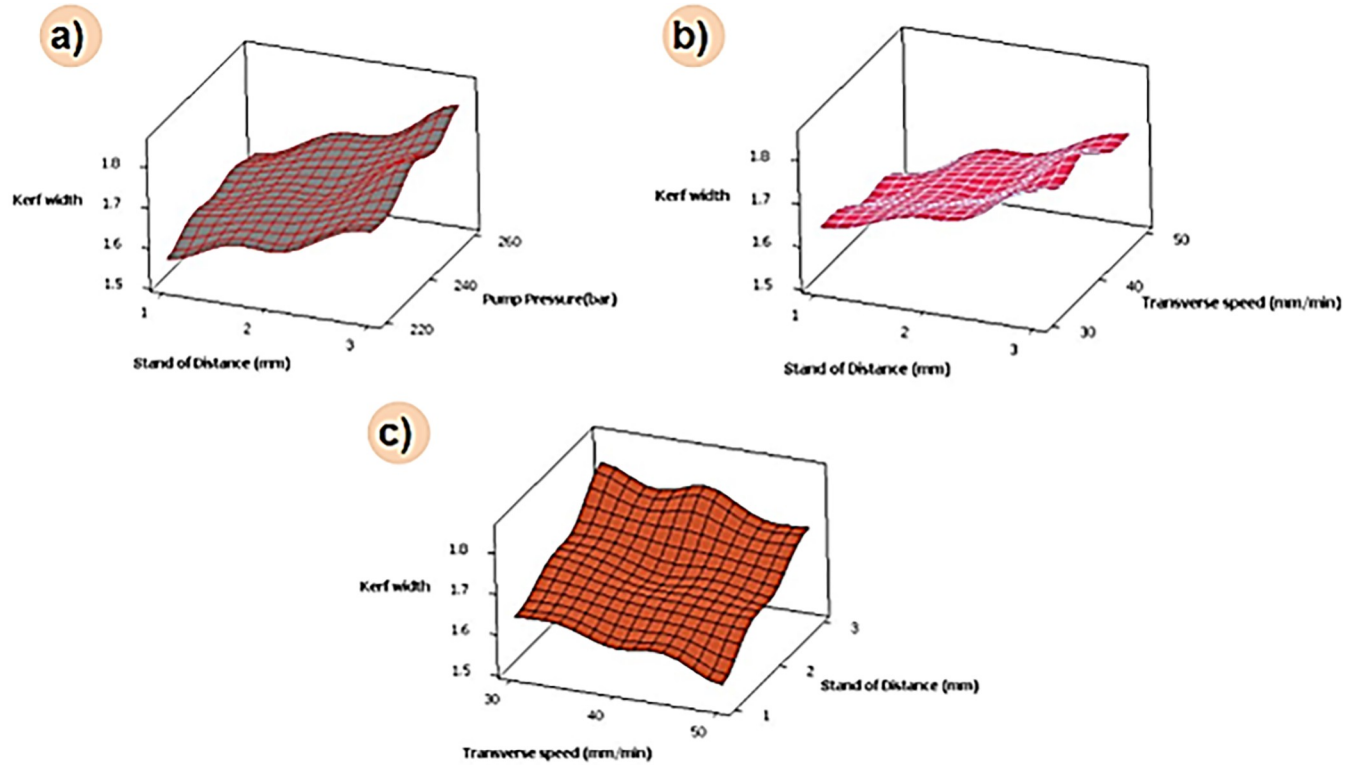 a)
1.8
Kerf width
1.7
1.6
1.5
1
2
3
Stand of Distance (mm)
220
240
260
Pump Pressure(bar)
b)
1.8
Kerf width
1.7
1.6
1.5
1
2
3
Stand of Distance (mm)
30
40
50
Transverse speed (mm/min)
c)
1.8
Kerf width
1.7
1.6
1.5
30
40
50
Transverse speed (mm/min)
1
2
3
Stand of Distance (mm)